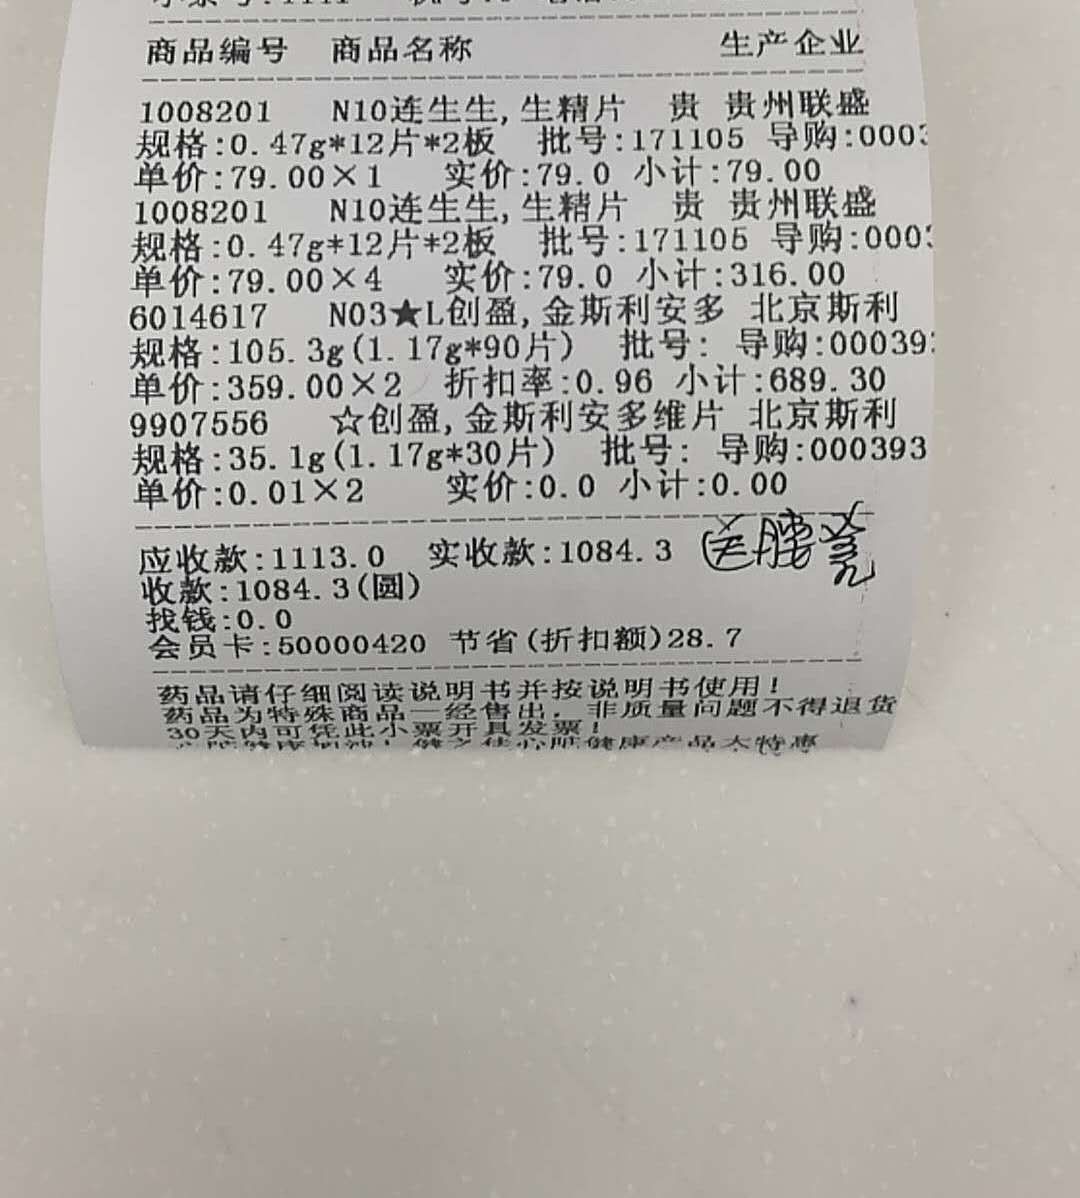 商品编号 商品名称 生产企业
1008201 N10连生生,生精片 贵 贵州联盛
规格:0.47g*12片*2板 批号:171105 导购:0003
单价:79.00×1 实价:79.0 小计:79.00
1008201 N10连生生,生精片 贵 贵州联盛
规格:0.47g*12片*2板 批号:171105 导购:000
单价:79.00×4 实价:79.0 小计:316.00
6014617 N03★L创盈,金斯利安多 北京斯利
规格:105.3g(1.17g*90片) 批号: 导购:00039
单价:359.00×2 折扣率:0.96 小计:689.30
9907556 ☆创盈,金斯利安多维片 北京斯利
规格:35.1g(1.17g*30片) 批号: 导购:000393
单价:0.01×2 实价:0.0 小计:0.00
应收款:1113.0 实收款:1084.3
收款:1084.3(圆)
找钱:0.0
会员卡:50000420 节省(折扣额)28.7
药品请仔细阅读说明书并按说明书使用!
药品为特殊商品一经售出，非质量问题不得退货
30天内可凭此小票开具发票!
健之佳心脏健康产品大特惠